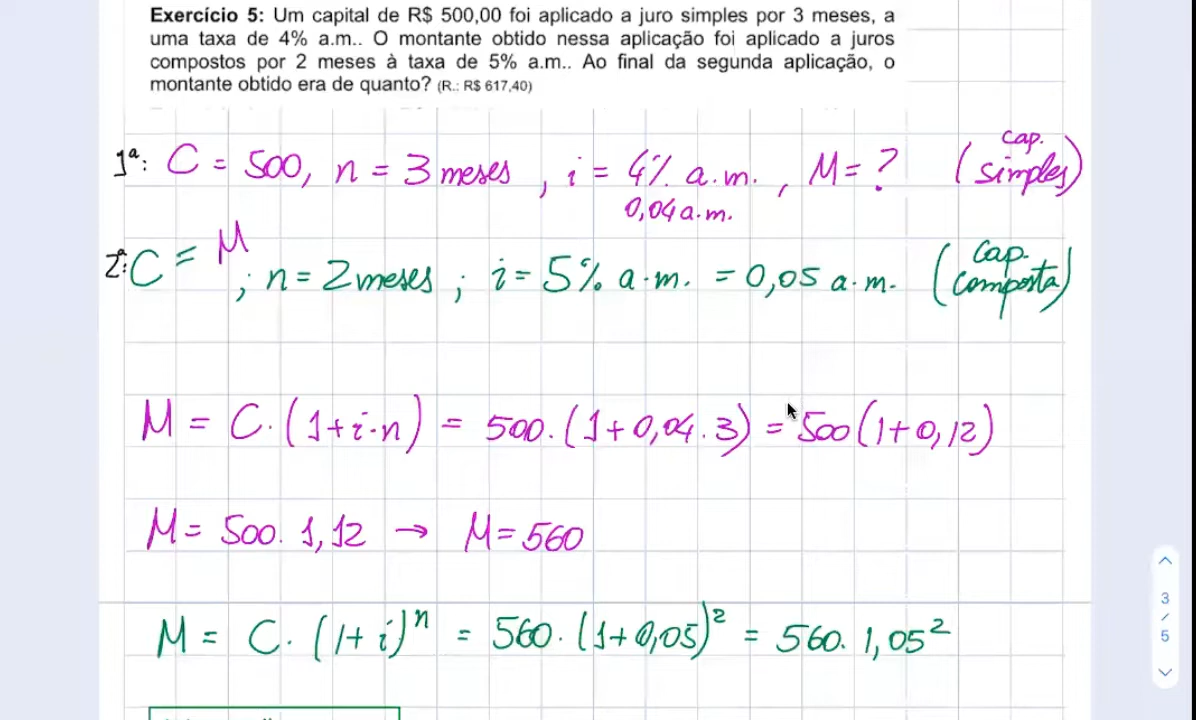 Exercício 5: Um capital de R$ 500,00 foi aplicado a juro simples por 3 meses, a
uma taxa de 4% a.m.. O montante obtido nessa aplicação foi aplicado a juros
compostos por 2 meses à taxa de 5% a.m.. Ao final da segunda aplicação, o
montante obtido era de quanto? (R.: R$ 617,40)
1ª: C = 500, n = 3 meses, i = 4% a.m., M = ? (cap. simples)
0,04 a.m.
2ª: C = M; n = 2 meses; i = 5% a.m. = 0,05 a.m. (cap. composta)
M = C. (1+i.n) = 500. (1+0,04.3) = 500(1+0,12)
M = 500. 1,12 → M = 560
M = C. (1+i)ⁿ = 560. (1+0,05)² = 560. 1,05²
3
/
5